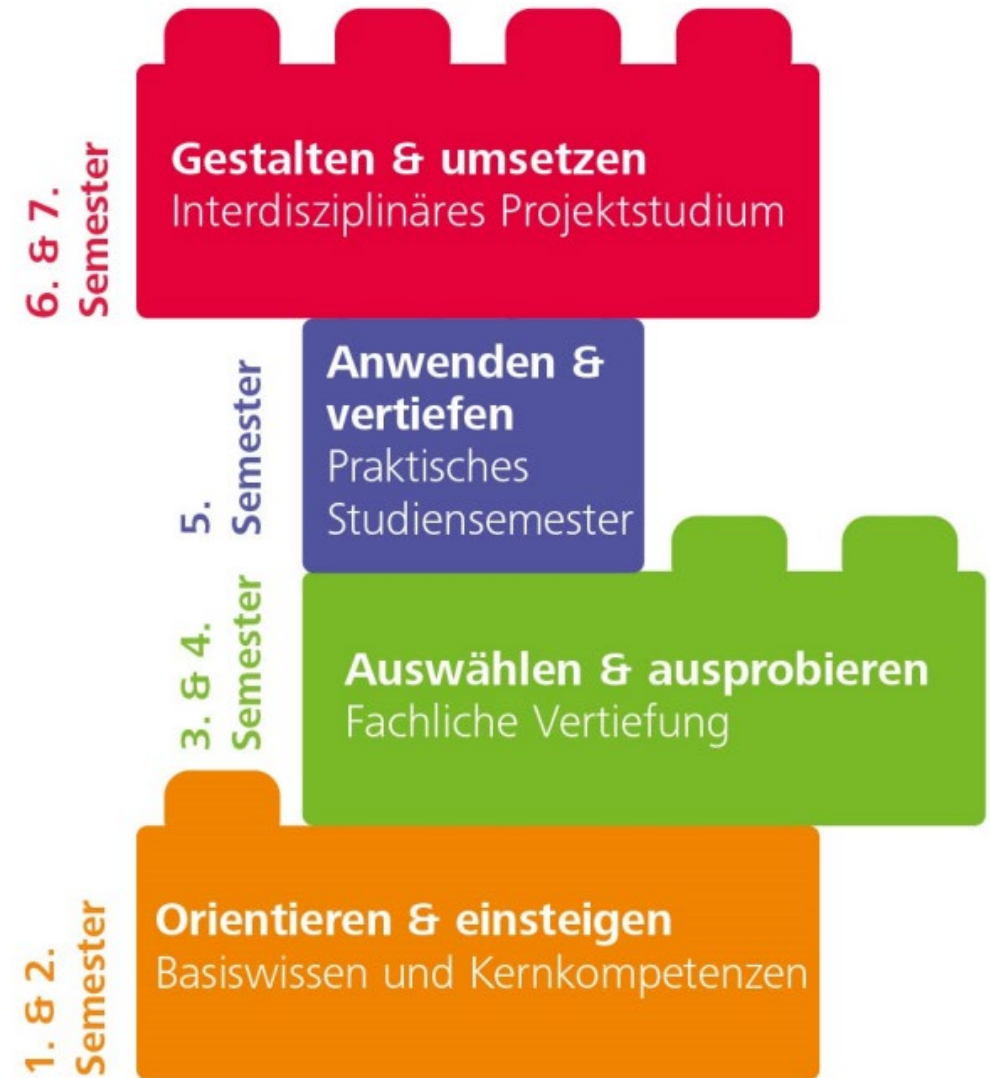 6. & 7.
Semester
Gestalten & umsetzen
Interdisziplinäres Projektstudium
5.
Semester
Anwenden &
vertiefen
Praktisches
Studiensemester
3. & 4.
Semester
Auswählen & ausprobieren
Fachliche Vertiefung
1. & 2.
Semester
Orientieren & einsteigen
Basiswissen und Kernkompetenzen